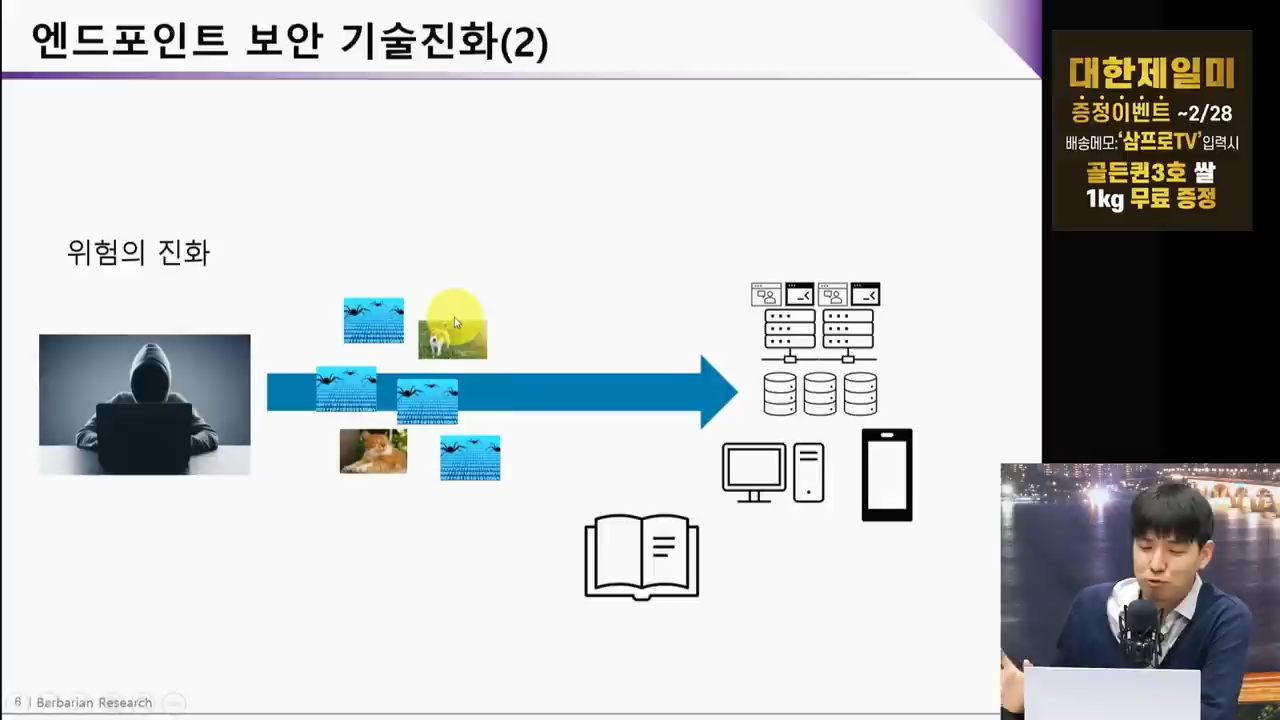 엔드포인트 보안 기술진화(2)
대한제일미
증정이벤트 ~2/28
배송메모:'삼프로TV'입력시
골든퀸3호 쌀
1kg 무료 증정
위험의 진화
6 | Barbarian Research